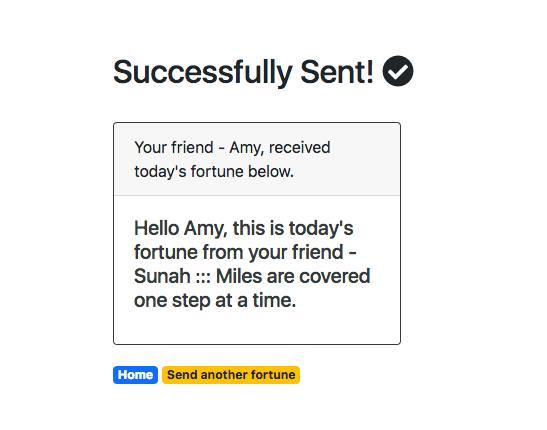 Successfully Sent!
Your friend - Amy, received
today's fortune below.
Hello Amy, this is today's
fortune from your friend -
Sunah ::: Miles are covered
one step at a time.
Home Send another fortune